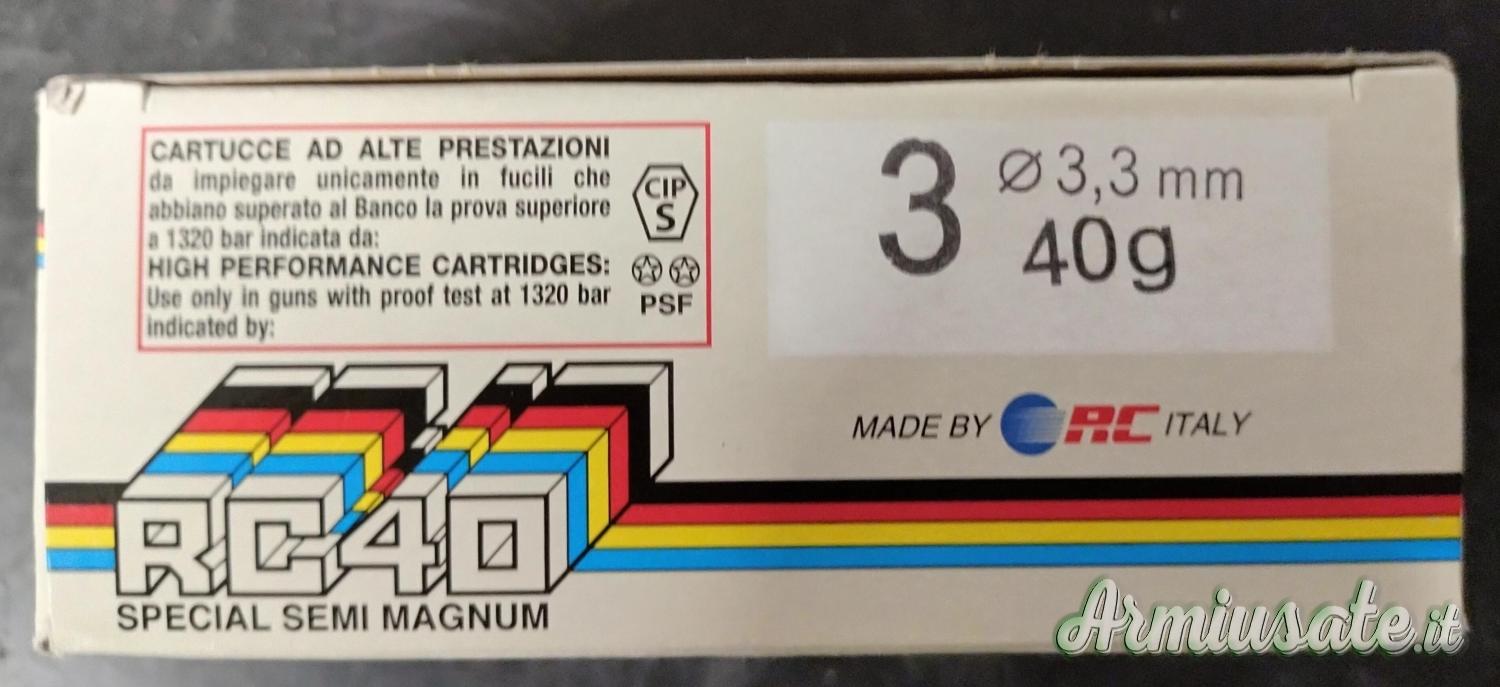 CARTUCCE AD ALTE PRESTAZIONI
da impiegare unicamente in fucili che
abbiano superato al Banco la prova superiore
a 1320 bar indicata da:
HIGH PERFORMANCE CARTRIDGES:
Use only in guns with proof test at 1320 bar
indicated by:
CIP
S
PSF
3 ⌀ 3,3 mm
40g
MADE BY RC ITALY
RC40
SPECIAL SEMI MAGNUM
Armiusate.it